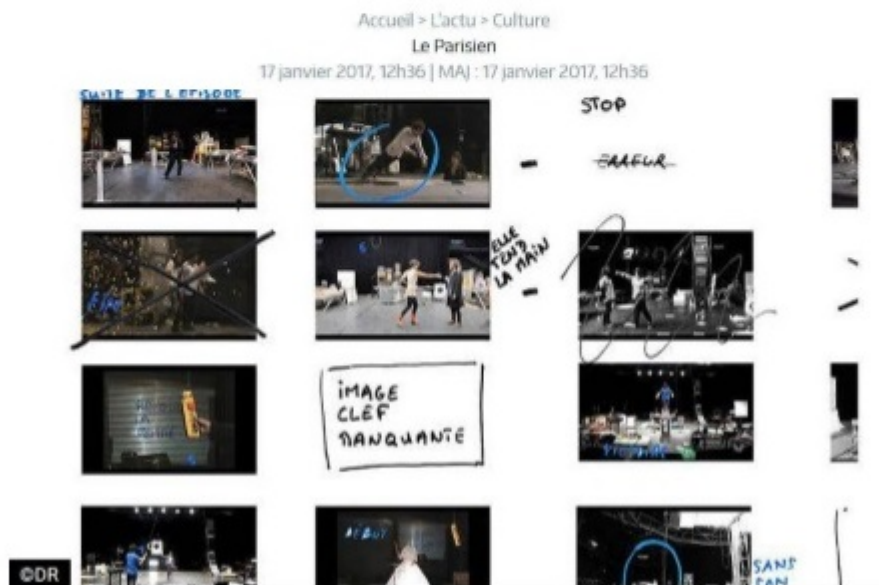 Accueil > L'actu > Culture
Le Parisien
17 janvier 2017, 12h36 | MAJ : 17 janvier 2017, 12h36
SUITE DE L'EPISODE
STOP
ERREUR
ELLE
TEND
LA MAIN
IMAGE
CLEF
MANQUANTE
DÉBUT
SANS
©DR